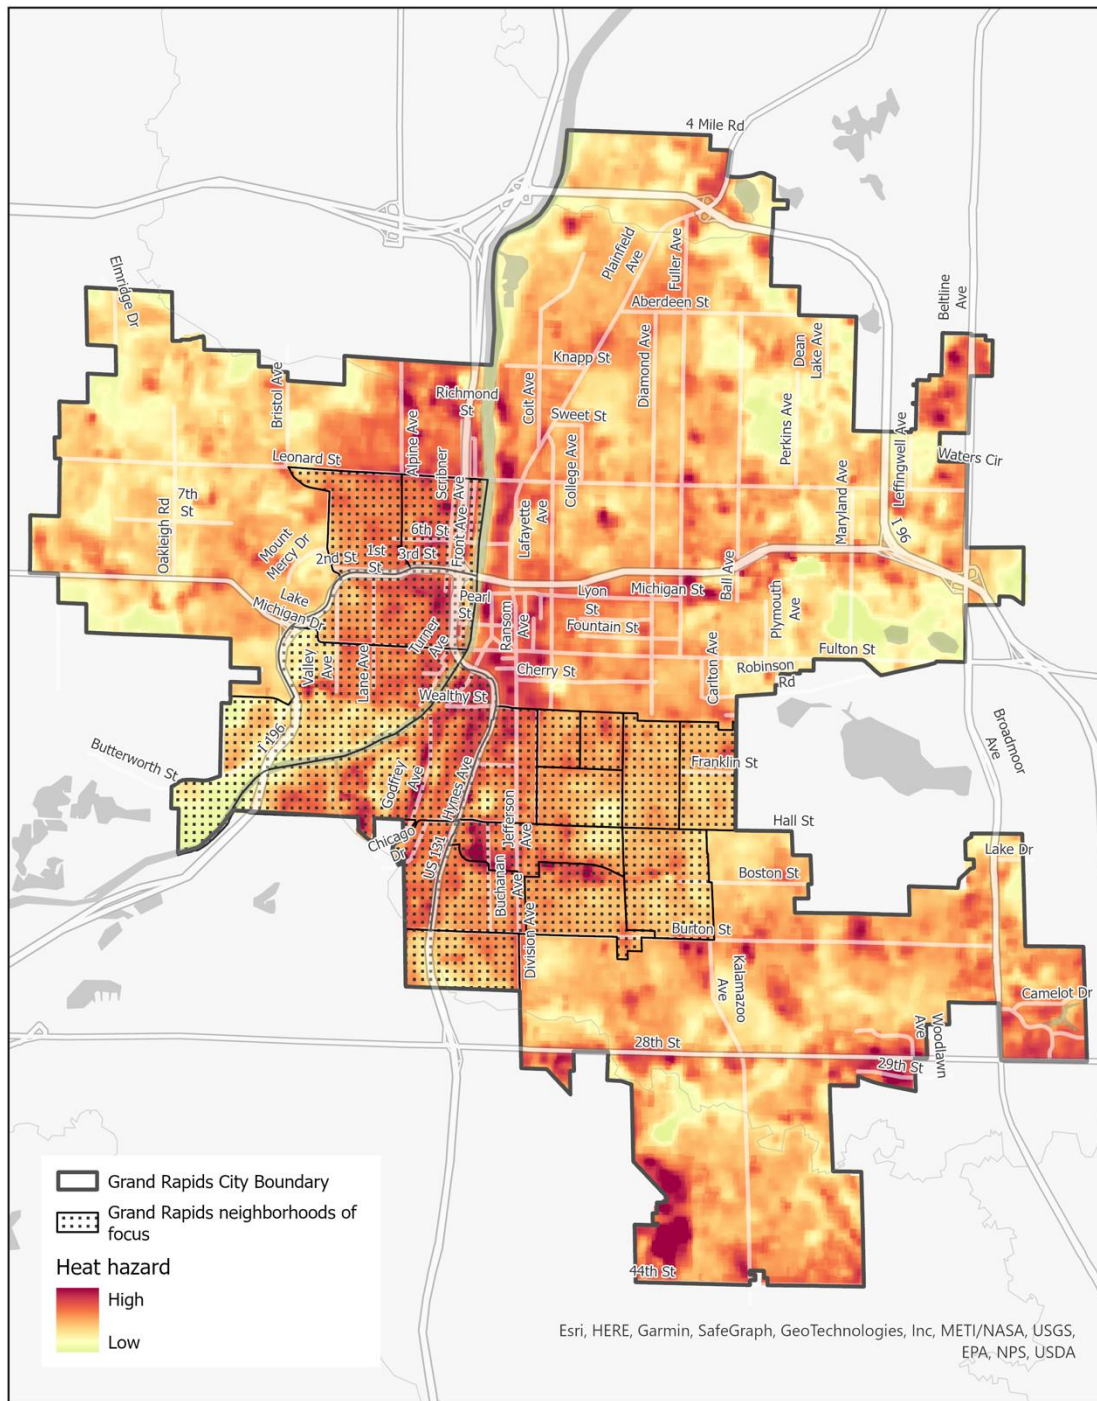 4 Mile Rd
Plainfield
Ave
Fuller Ave
Beltline
Ave
Elmridge Dr
Aberdeen St
Dean
Lake Ave
Knapp St
Diamond Ave
Bristol Ave
Richmond
St
Coit Ave
Sweet St
Perkins Ave
Alpine Ave
College Ave
Leonard St
Scribner
Leffingwell Ave
Waters Cir
7th
St
Oakleigh Rd
Front Ave Ave
Lafayette
Ave
Maryland Ave
I 96
6th St
Mount
Mercy Dr
2nd St
1st
St
3rd St
Ball Ave
Lake
Michigan Dr
Pearl
St
Lyon
St
Michigan St
Plymouth
Ave
Turner
Ave
Ransom
Ave
Fountain St
Fulton St
Valley
Ave
Lane Ave
Cherry St
Carlton Ave
Robinson
Rd
Wealthy St
I 196
Butterworth St
Broadmoor
Ave
Godfrey
Ave
Hynes Ave
Franklin St
Jefferson
Ave
Hall St
Chicago
Dr
US 131
Lake Dr
Buchanan
Ave
Boston St
Division Ave
Burton St
Kalamazoo
Ave
Camelot Dr
Woodlawn
Ave
28th St
29th St
44th St
Grand Rapids City Boundary
Grand Rapids neighborhoods of
focus
Heat hazard
High
Low
Esri, HERE, Garmin, SafeGraph, GeoTechnologies, Inc, METI/NASA, USGS,
EPA, NPS, USDA